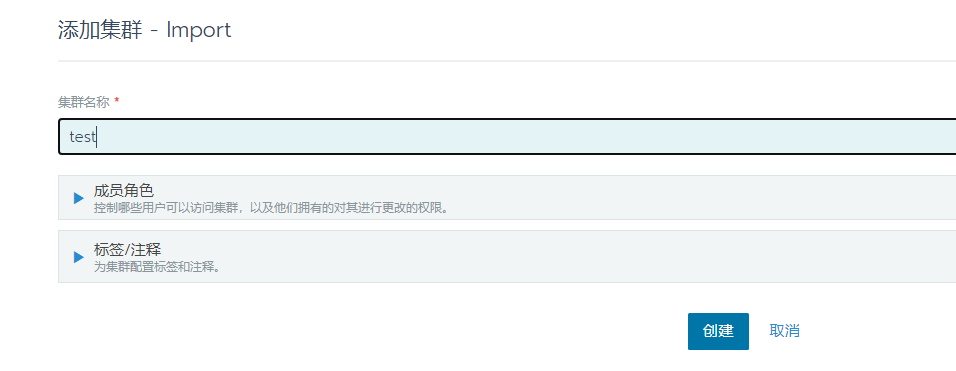 添加集群 - Import
集群名称 *
test
成员角色
控制哪些用户可以访问集群，以及他们拥有的对其进行更改的权限。
标签/注释
为集群配置标签和注释。
创建 取消